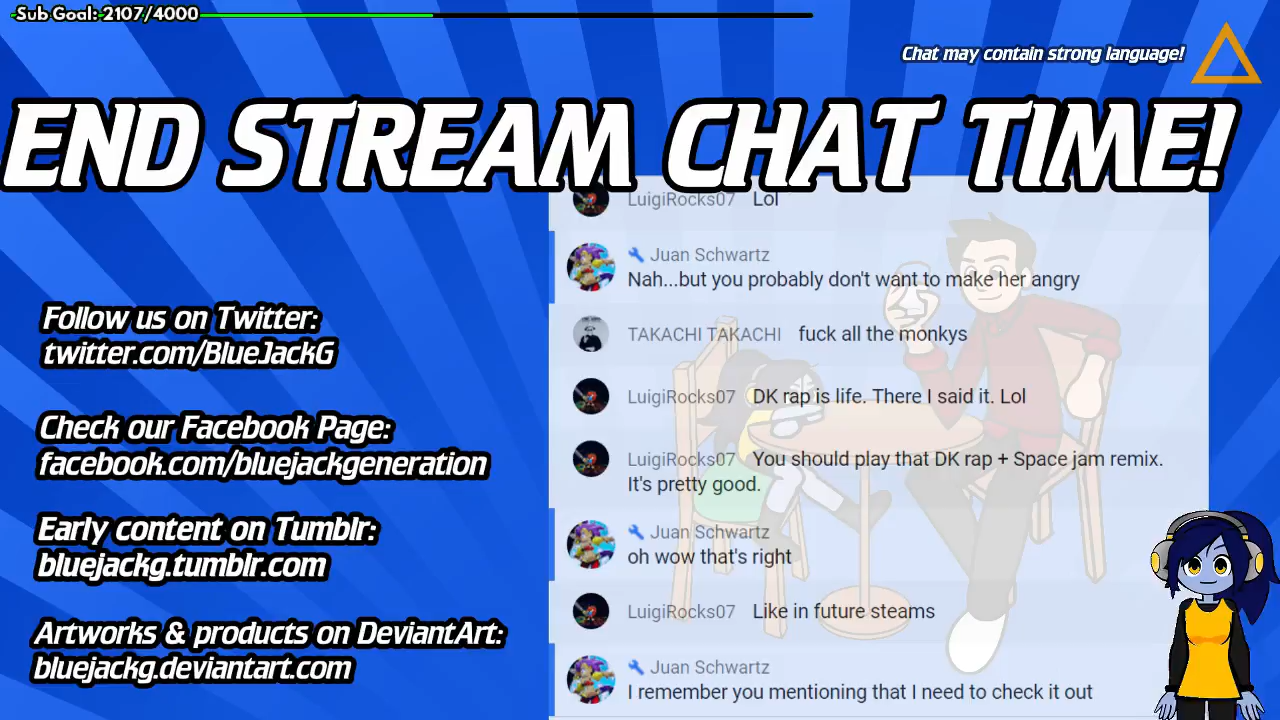 Sub Goal: 2107/4000
Chat may contain strong language!
END STREAM CHAT TIME!
Follow us on Twitter:
twitter.com/BlueJackG
Check our Facebook Page:
facebook.com/bluejackgeneration
Early content on Tumblr:
bluejackg.tumblr.com
Artworks & products on DeviantArt:
bluejackg.deviantart.com
LuigiRocks07 Lol
Juan Schwartz
Nah...but you probably don't want to make her angry
TAKACHI TAKACHI fuck all the monkys
LuigiRocks07 DK rap is life. There I said it. Lol
LuigiRocks07 You should play that DK rap + Space jam remix.
It's pretty good.
Juan Schwartz
oh wow that's right
LuigiRocks07 Like in future steams
Juan Schwartz
I remember you mentioning that I need to check it out